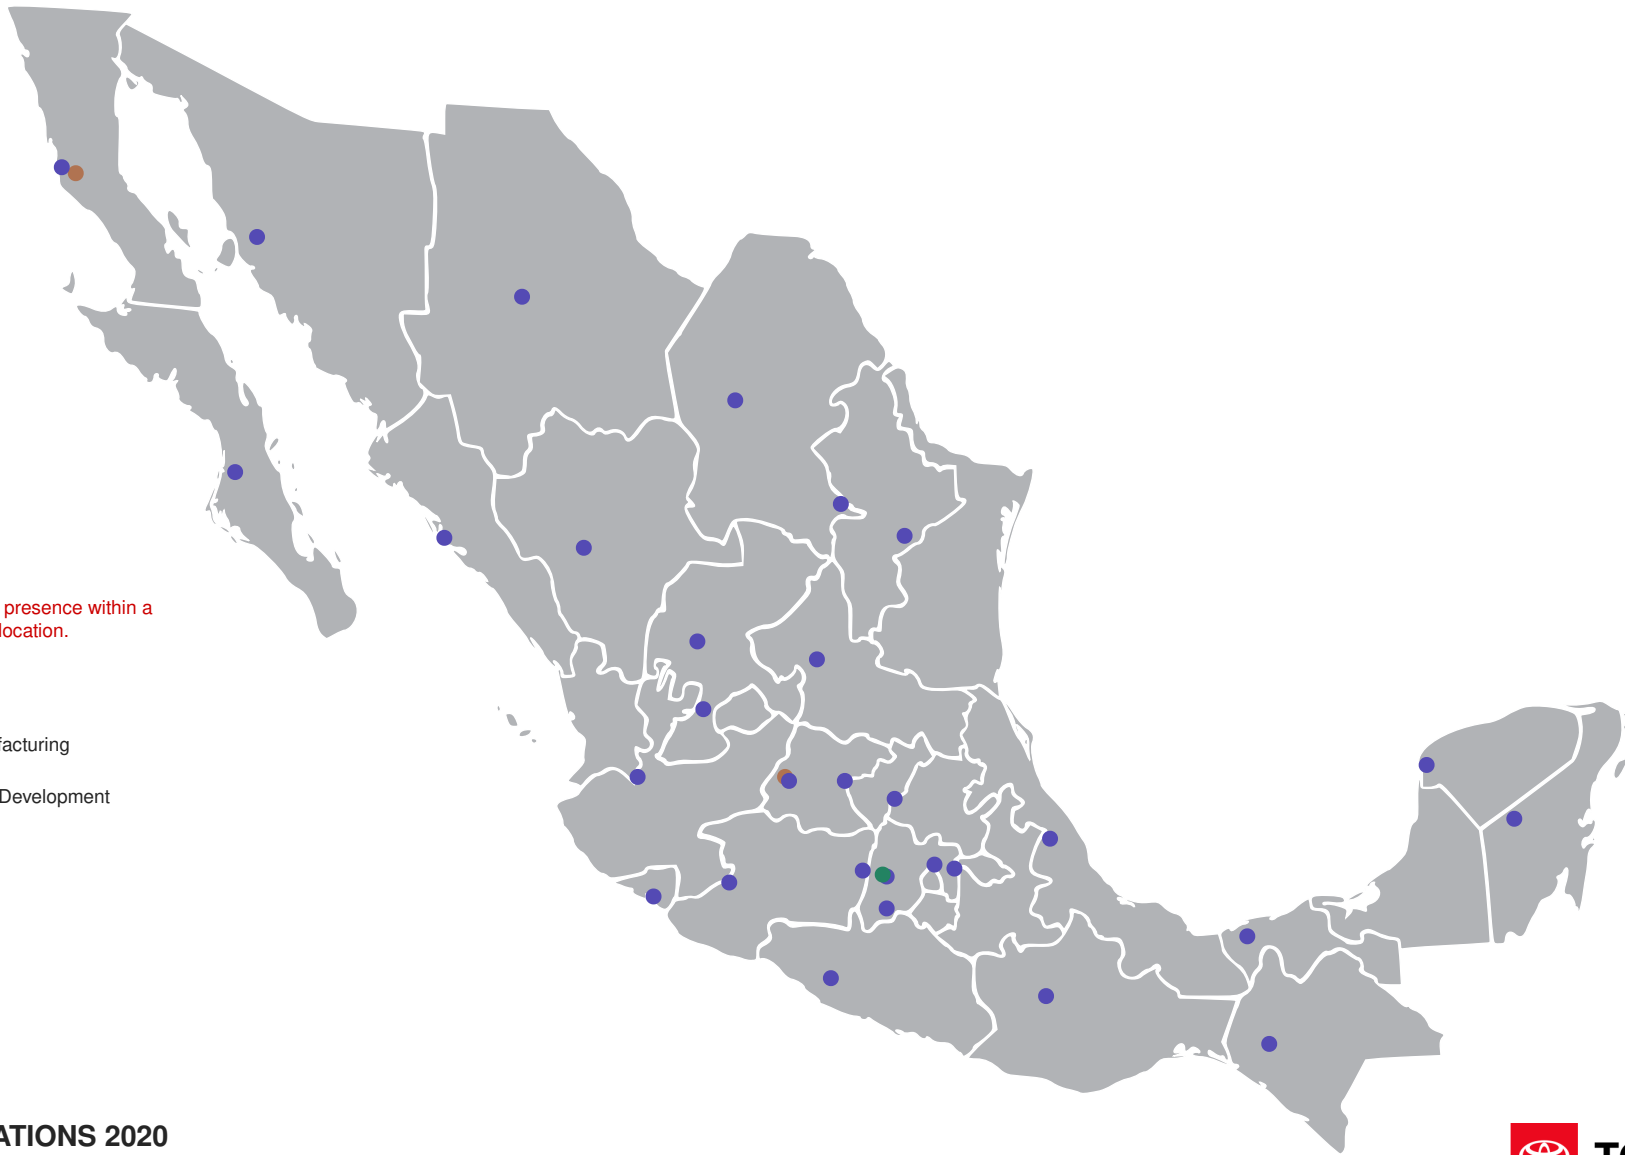 presence within a
location.
facturing
Development
ATIONS 2020